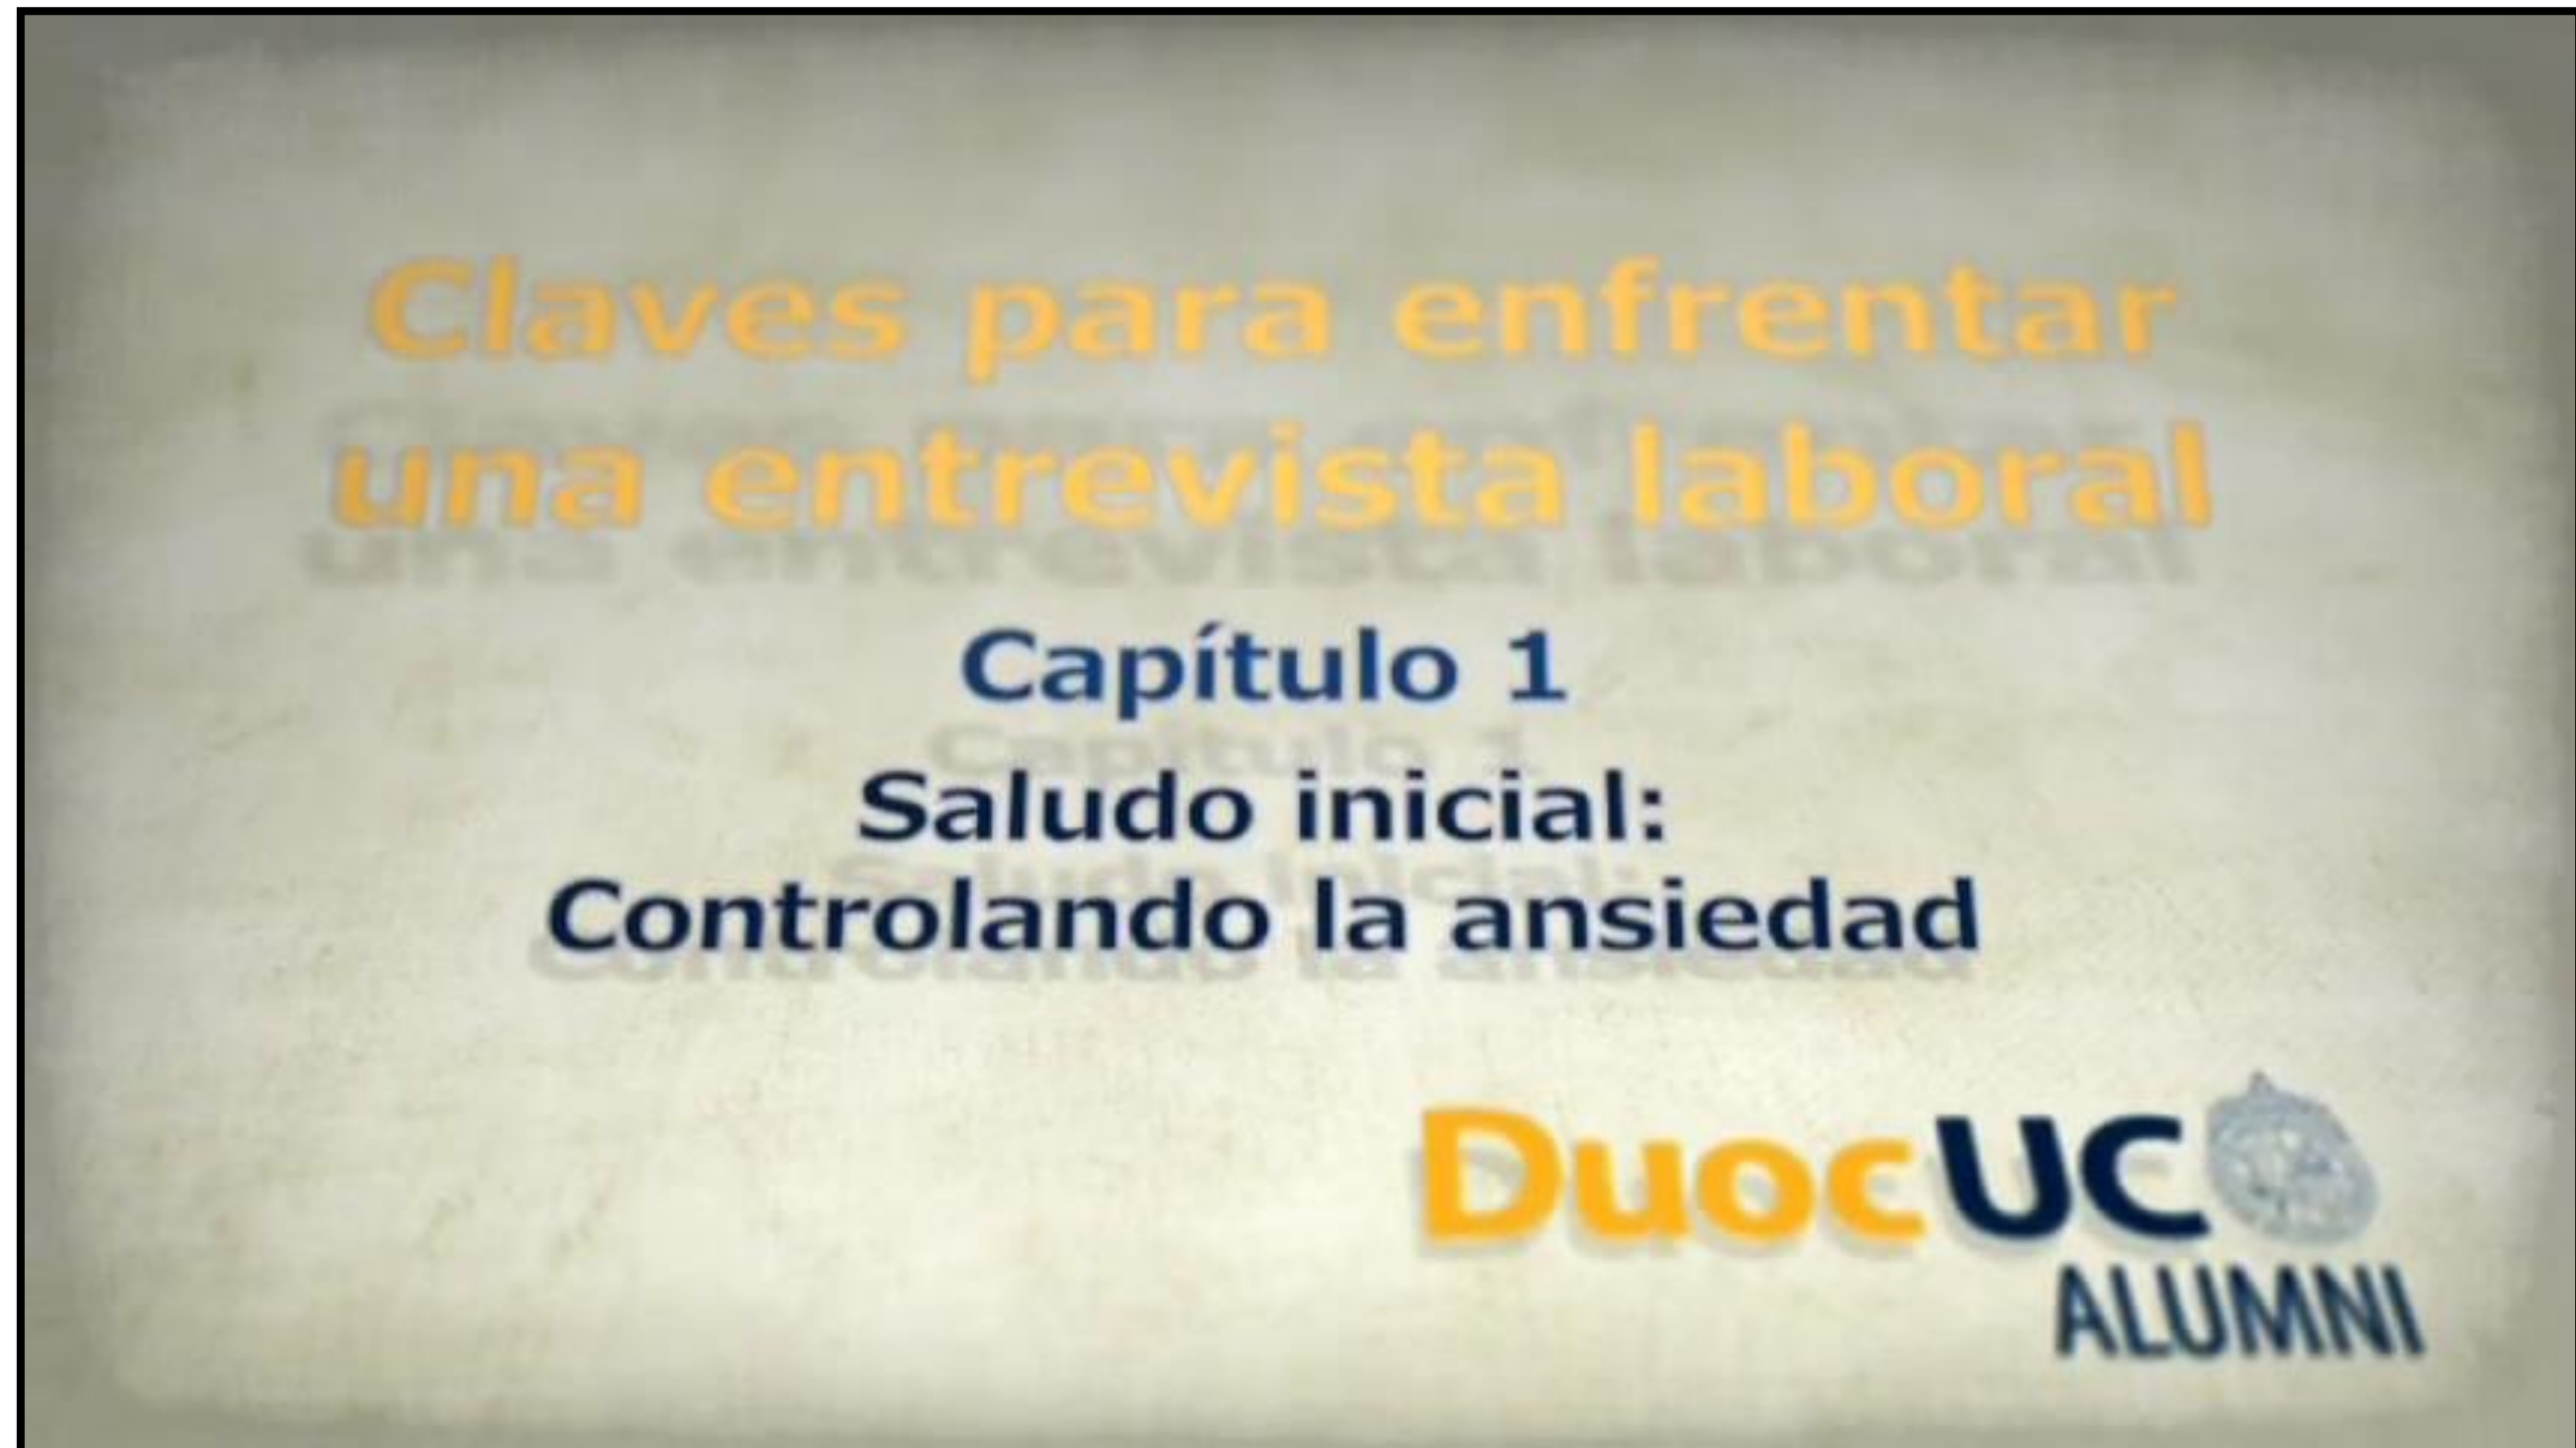 Claves para enfrentar
una entrevista laboral
Capítulo 1
Saludo inicial:
Controlando la ansiedad
DuocUC
ALUMNI